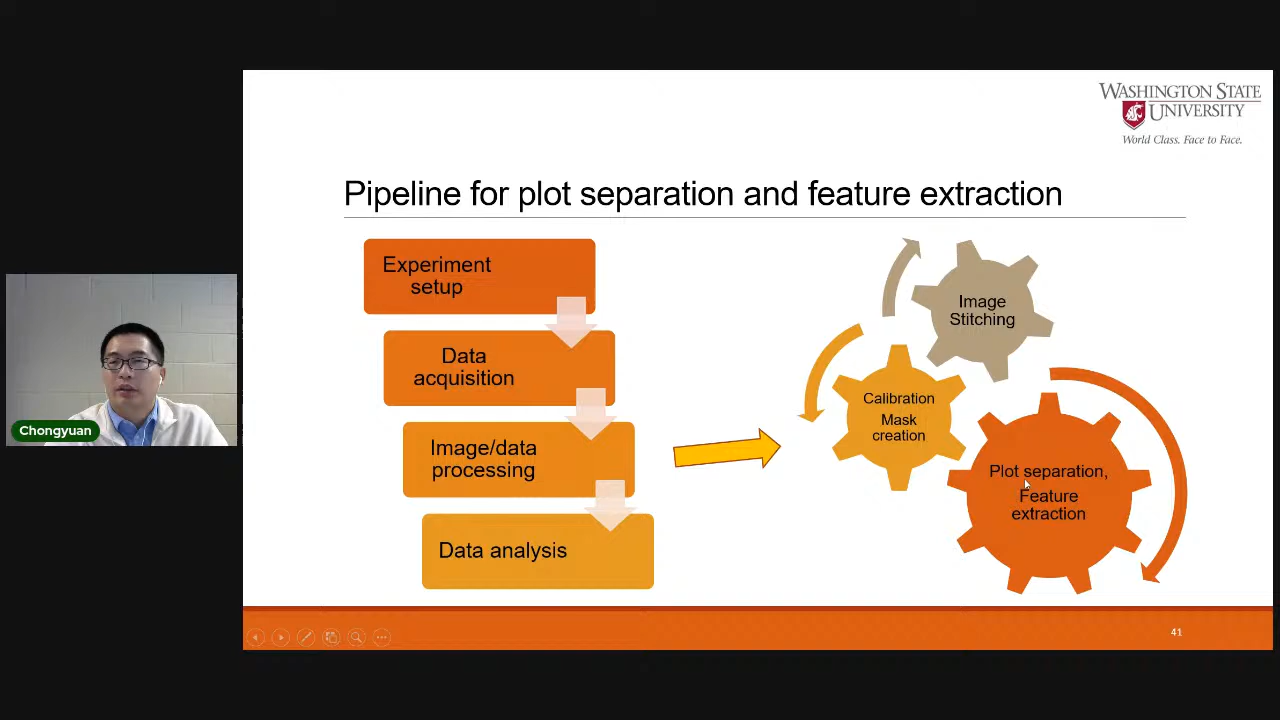 WASHINGTON STATE
UNIVERSITY
World Class. Face to Face.
Pipeline for plot separation and feature extraction
Experiment
setup
Data
acquisition
Image/data
processing
Data analysis
Image
Stitching
Calibration
Mask
creation
Plot separation,
Feature
extraction
Chongyuan
41